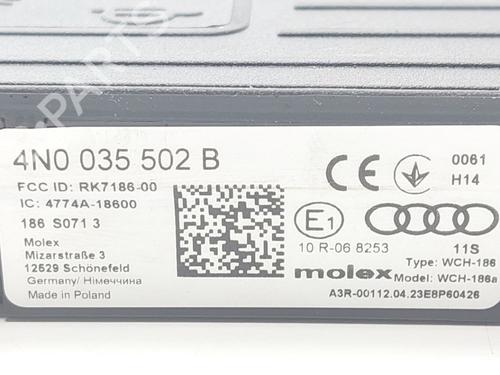 PARTS
4N0 035 502 B
FCC ID: RK7186-00
IC: 4774A-18600
186 S071 3
Molex
Mizarstraße 3
12529 Schönefeld
Germany/ Німеччина
Made in Poland
CE
0061
H14
E1
10 R-06 8253
11S
molex
Type: WCH-186
Model: WCH-186a
A3R-00112.04.23E8P60426